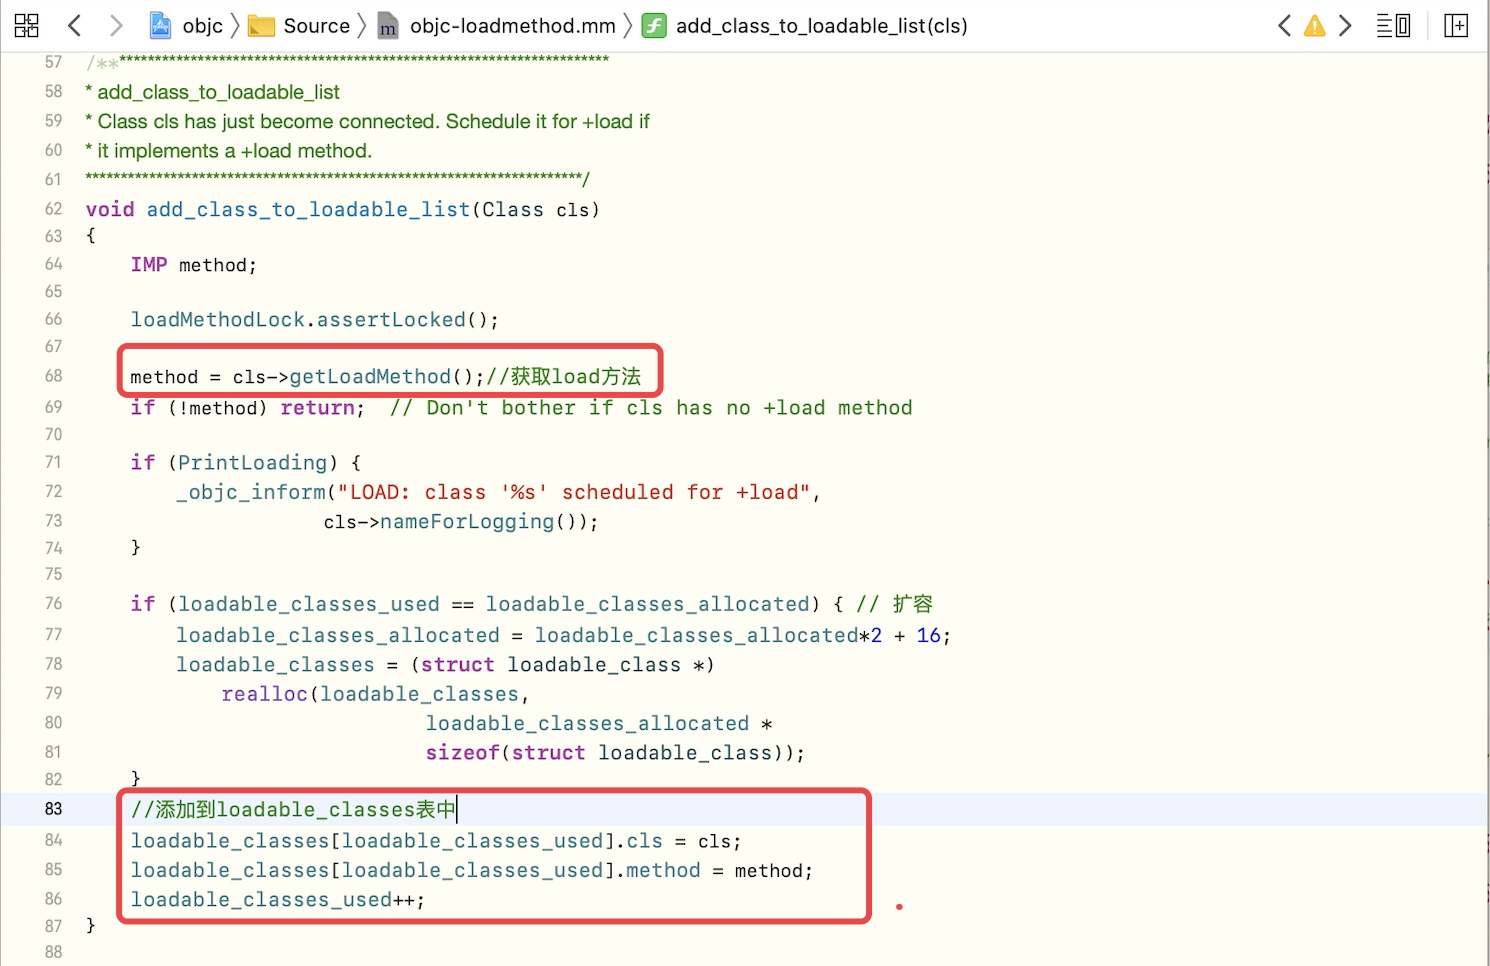 objc 〉 Source 〉 m objc-loadmethod.mm 〉 f add_class_to_loadable_list(cls)
57 /***********************************************************************
58 * add_class_to_loadable_list
59 * Class cls has just become connected. Schedule it for +load if
60 * it implements a +load method.
61 **********************************************************************/
62 void add_class_to_loadable_list(Class cls)
63 {
64     IMP method;
65
66     loadMethodLock.assertLocked();
67
68     method = cls->getLoadMethod();//获取load方法
69     if (!method) return;  // Don't bother if cls has no +load method
70
71     if (PrintLoading) {
72         _objc_inform("LOAD: class '%s' scheduled for +load",
73                      cls->nameForLogging());
74     }
75
76     if (loadable_classes_used == loadable_classes_allocated) { // 扩容
77         loadable_classes_allocated = loadable_classes_allocated*2 + 16;
78         loadable_classes = (struct loadable_class *)
79             realloc(loadable_classes,
80                               loadable_classes_allocated *
81                               sizeof(struct loadable_class));
82     }
83     //添加到loadable_classes表中
84     loadable_classes[loadable_classes_used].cls = cls;
85     loadable_classes[loadable_classes_used].method = method;
86     loadable_classes_used++;
87 }
88